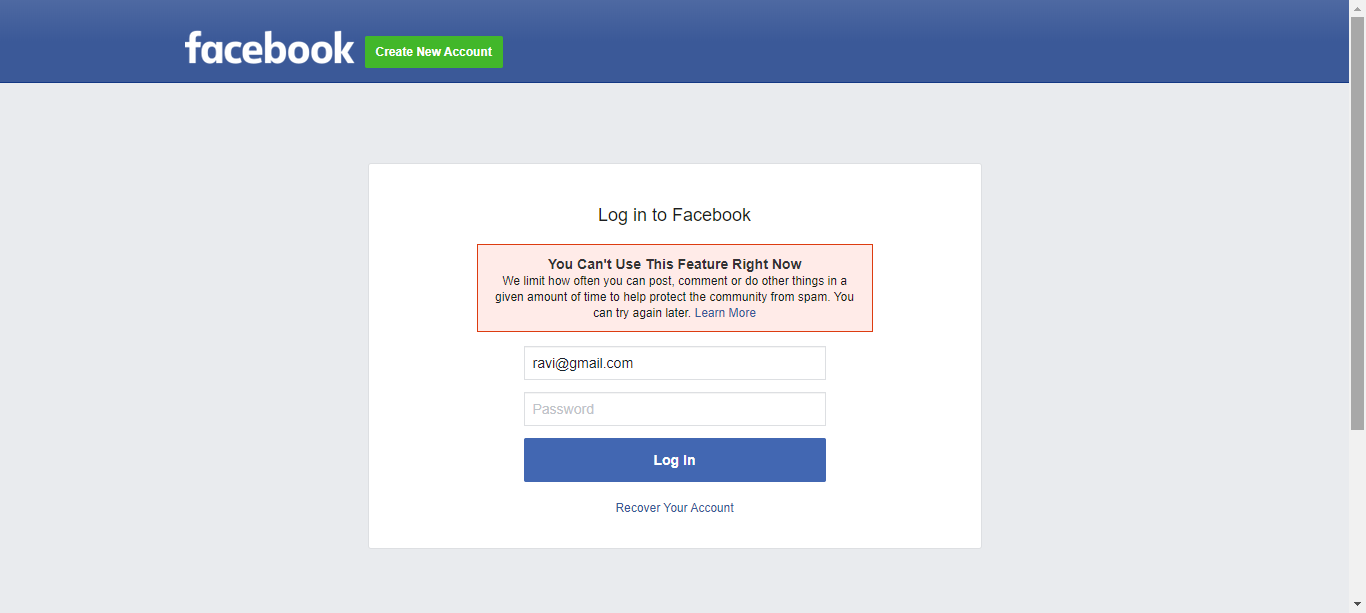 facebook
Create New Account
Log in to Facebook
You Can't Use This Feature Right Now
We limit how often you can post, comment or do other things in a
given amount of time to help protect the community from spam. You
can try again later. Learn More
ravi@gmail.com
Password
Log In
Recover Your Account